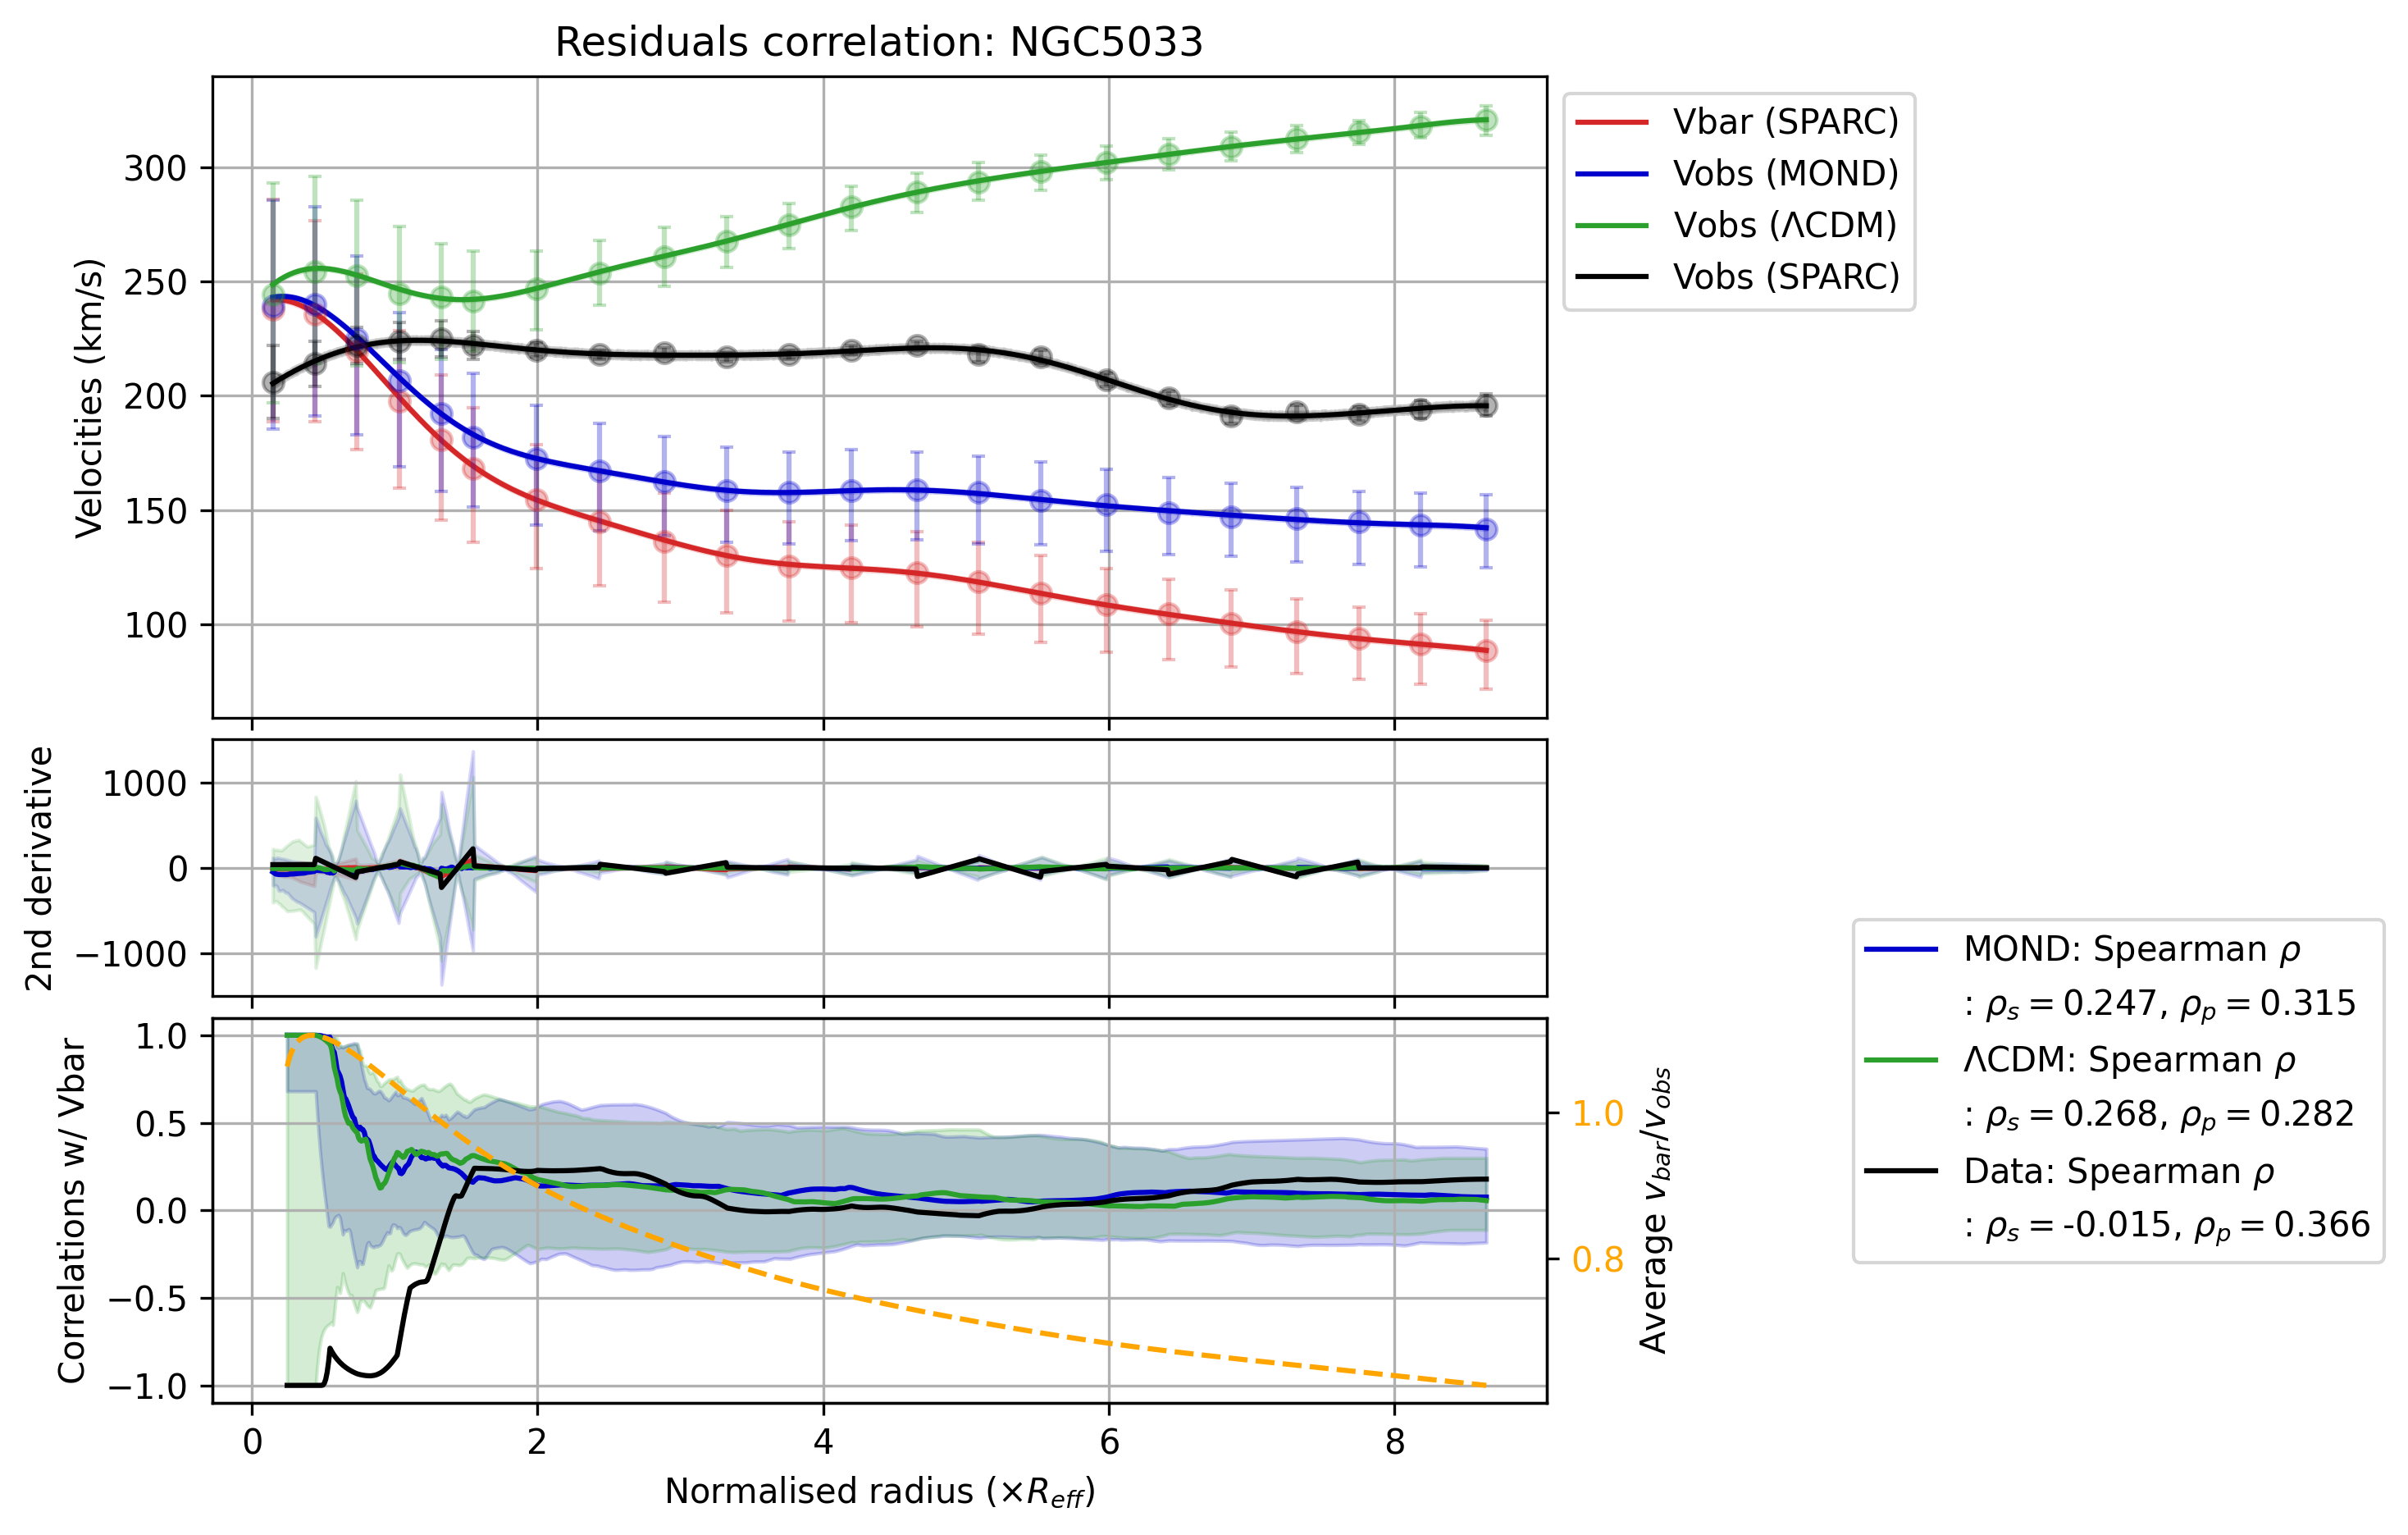 Residuals correlation: NGC5033
Velocities (km/s)
300
250
200
150
100
Vbar (SPARC)
Vobs (MOND)
Vobs (ΛCDM)
Vobs (SPARC)
2nd derivative
1000
0
−1000
Correlations w/ Vbar
1.0
0.5
0.0
−0.5
−1.0
1.0
0.8
Average v_bar/v_obs
MOND: Spearman ρ
: ρ_s = 0.247, ρ_p = 0.315
ΛCDM: Spearman ρ
: ρ_s = 0.268, ρ_p = 0.282
Data: Spearman ρ
: ρ_s = -0.015, ρ_p = 0.366
0 2 4 6 8
Normalised radius (×R_eff)